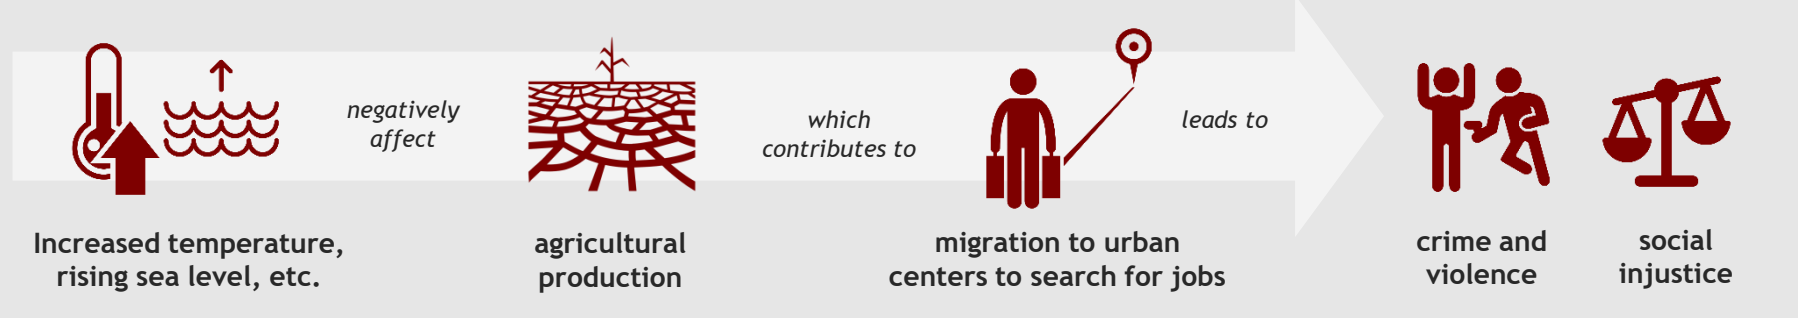 Increased temperature,
rising sea level, etc.
negatively
affect
agricultural
production
which
contributes to
migration to urban
centers to search for jobs
leads to
crime and
violence
social
injustice